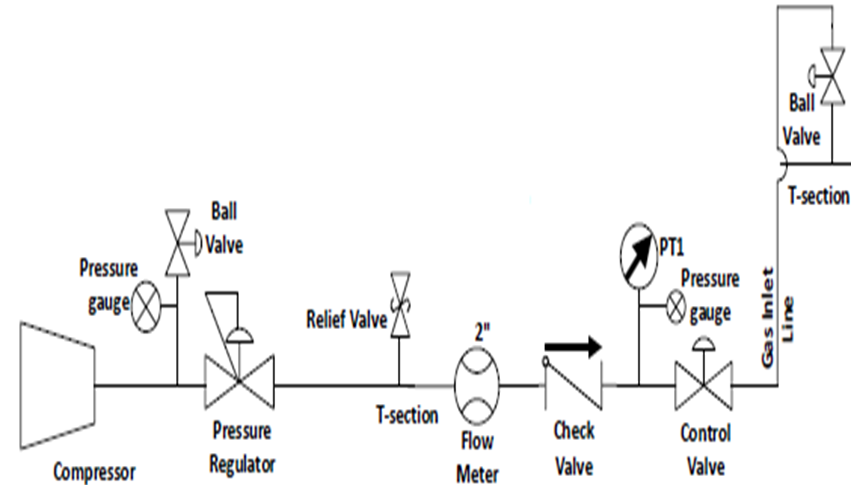 Ball
Valve
T-section
Ball
Valve
Pressure
gauge
PT1
Pressure
gauge
Relief Valve
2"
Gas Inlet
Line
T-section
Compressor
Pressure
Regulator
Flow
Meter
Check
Valve
Control
Valve